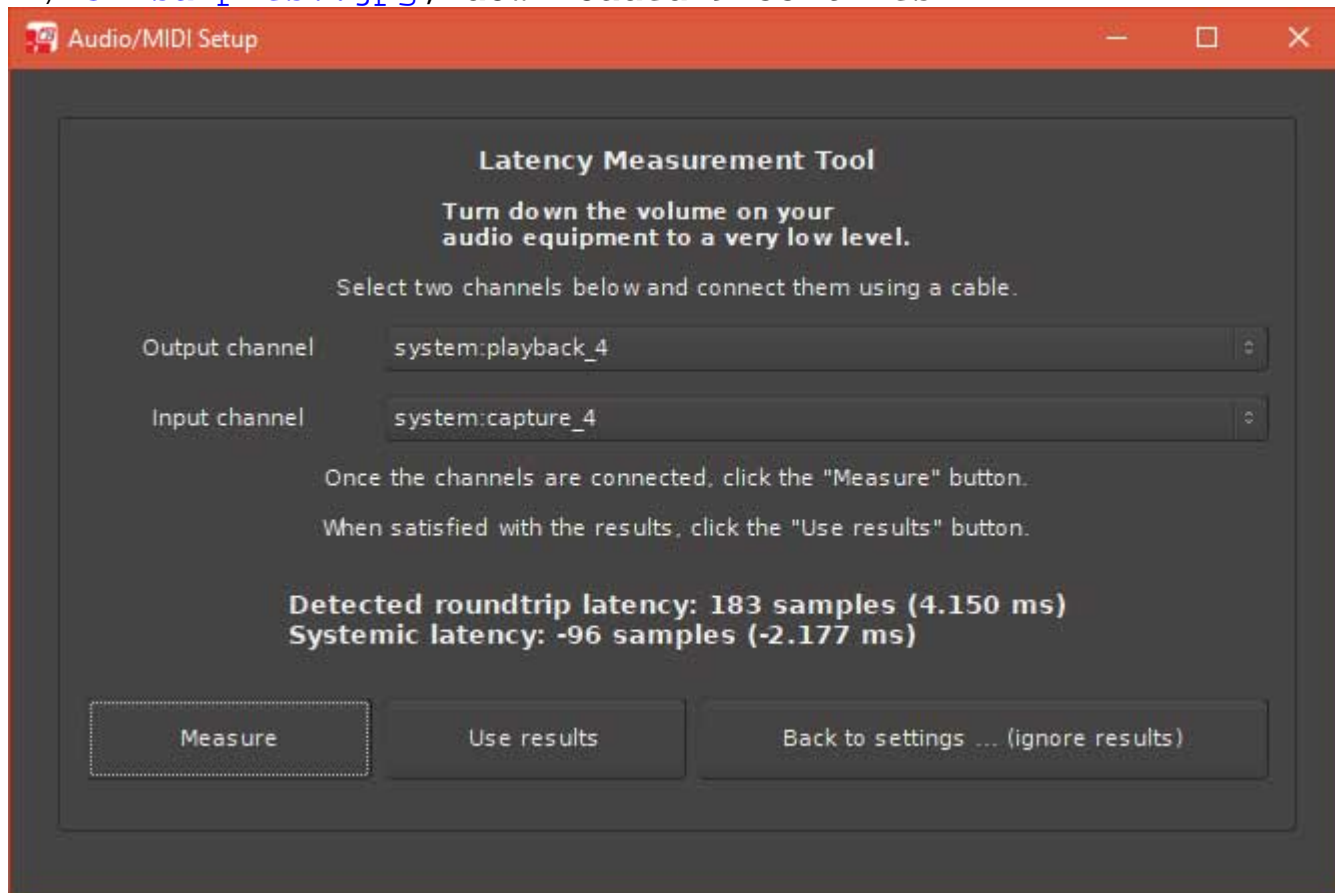 Audio/MIDI Setup
Latency Measurement Tool
Turn down the volume on your
audio equipment to a very low level.
Select two channels below and connect them using a cable.
Output channel system:playback_4
Input channel system:capture_4
Once the channels are connected, click the "Measure" button.
When satisfied with the results, click the "Use results" button.
Detected roundtrip latency: 183 samples (4.150 ms)
Systemic latency: -96 samples (-2.177 ms)
Measure Use results Back to settings ... (ignore results)